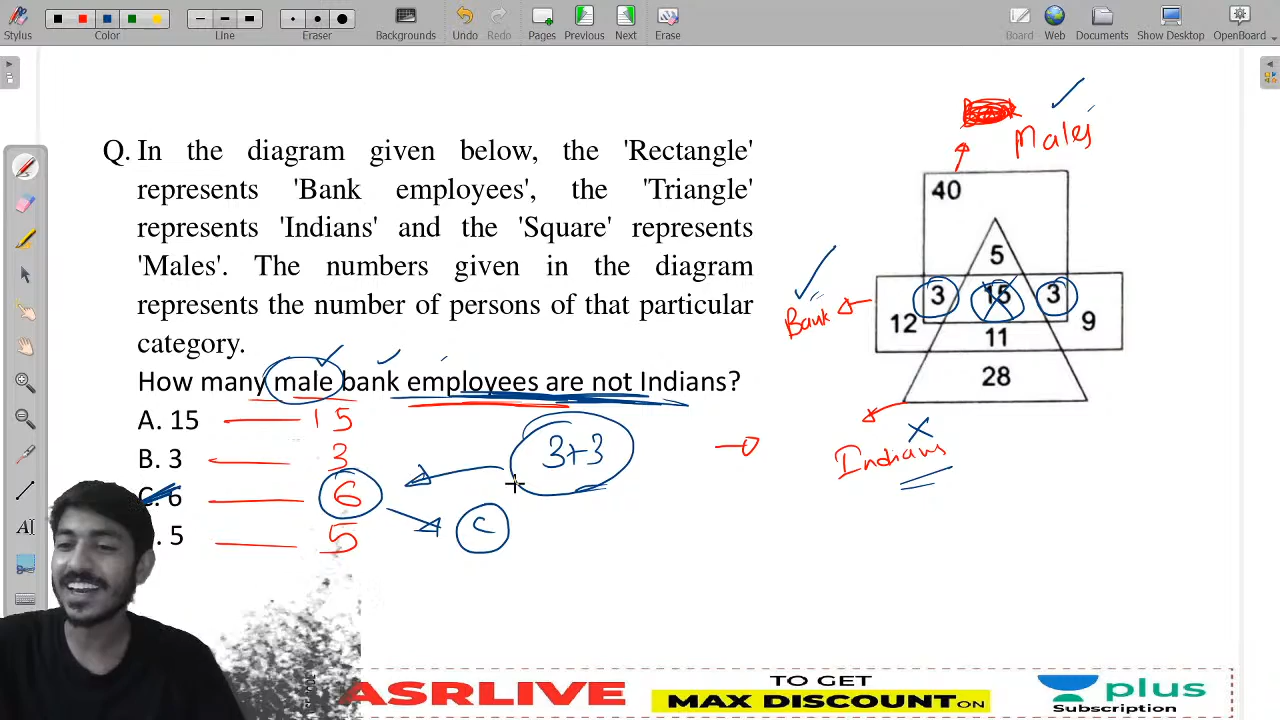 Stylus
Color
Line
Eraser
Backgrounds
Undo
Redo
Pages
Previous
Next
Erase
Board
Web
Documents
Show Desktop
OpenBoard
Q. In the diagram given below, the 'Rectangle'
represents 'Bank employees', the 'Triangle'
represents 'Indians' and the 'Square' represents
'Males'. The numbers given in the diagram
represents the number of persons of that particular
category.
How many male bank employees are not Indians?
A. 15 15
B. 3 3
C. 6 6
. 5 5
3+3
C
Males
40
5
3 15 3
Bank
12 11 9
28
Indians
ASRLIVE
TO GET
MAX DISCOUNT ON
plus
Subscription